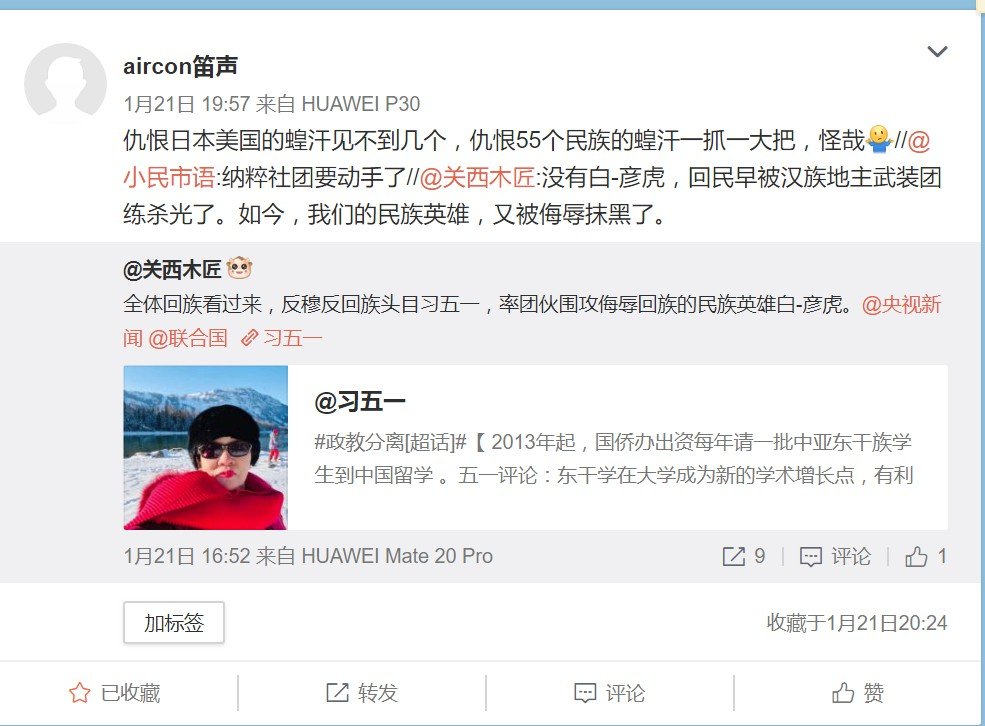 aircon笛声
1月21日 19:57 来自 HUAWEI P30
仇恨日本美国的蝗汗见不到几个，仇恨55个民族的蝗汗一抓一大把，怪哉🤷//@
小民市语:纳粹社团要动手了//@关西木匠:没有白-彦虎，回民早被汉族地主武装团
练杀光了。如今，我们的民族英雄，又被侮辱抹黑了。
@关西木匠
全体回族看过来，反穆反回族头目习五一，率团伙围攻侮辱回族的民族英雄白-彦虎。@央视新
闻 @联合国 习五一
@习五一
#政教分离[超话]#【 2013年起，国侨办出资每年请一批中亚东干族学
生到中国留学 。五一评论：东干学在大学成为新的学术增长点，有利
1月21日 16:52 来自 HUAWEI Mate 20 Pro 9 评论 1
加标签 收藏于1月21日20:24
已收藏 转发 评论 赞